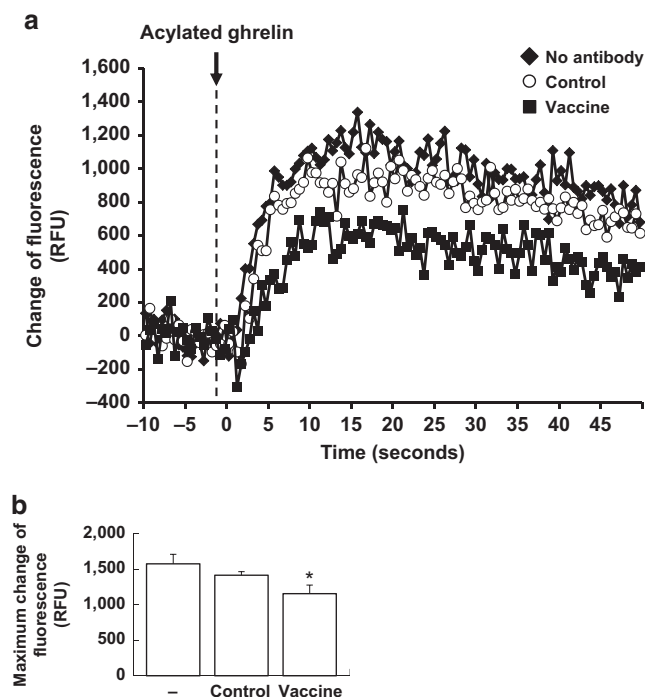 a
Acylated ghrelin
No antibody
Control
Vaccine
1,600
1,400
1,200
1,000
800
600
400
200
0
–200
–400
Change of fluorescence
(RFU)
–10 –5 0 5 10 15 20 25 30 35 40 45
Time (seconds)
b
2,000
1,500
1,000
500
0
Maximum change of
fluorescence
(RFU)
*
– Control Vaccine